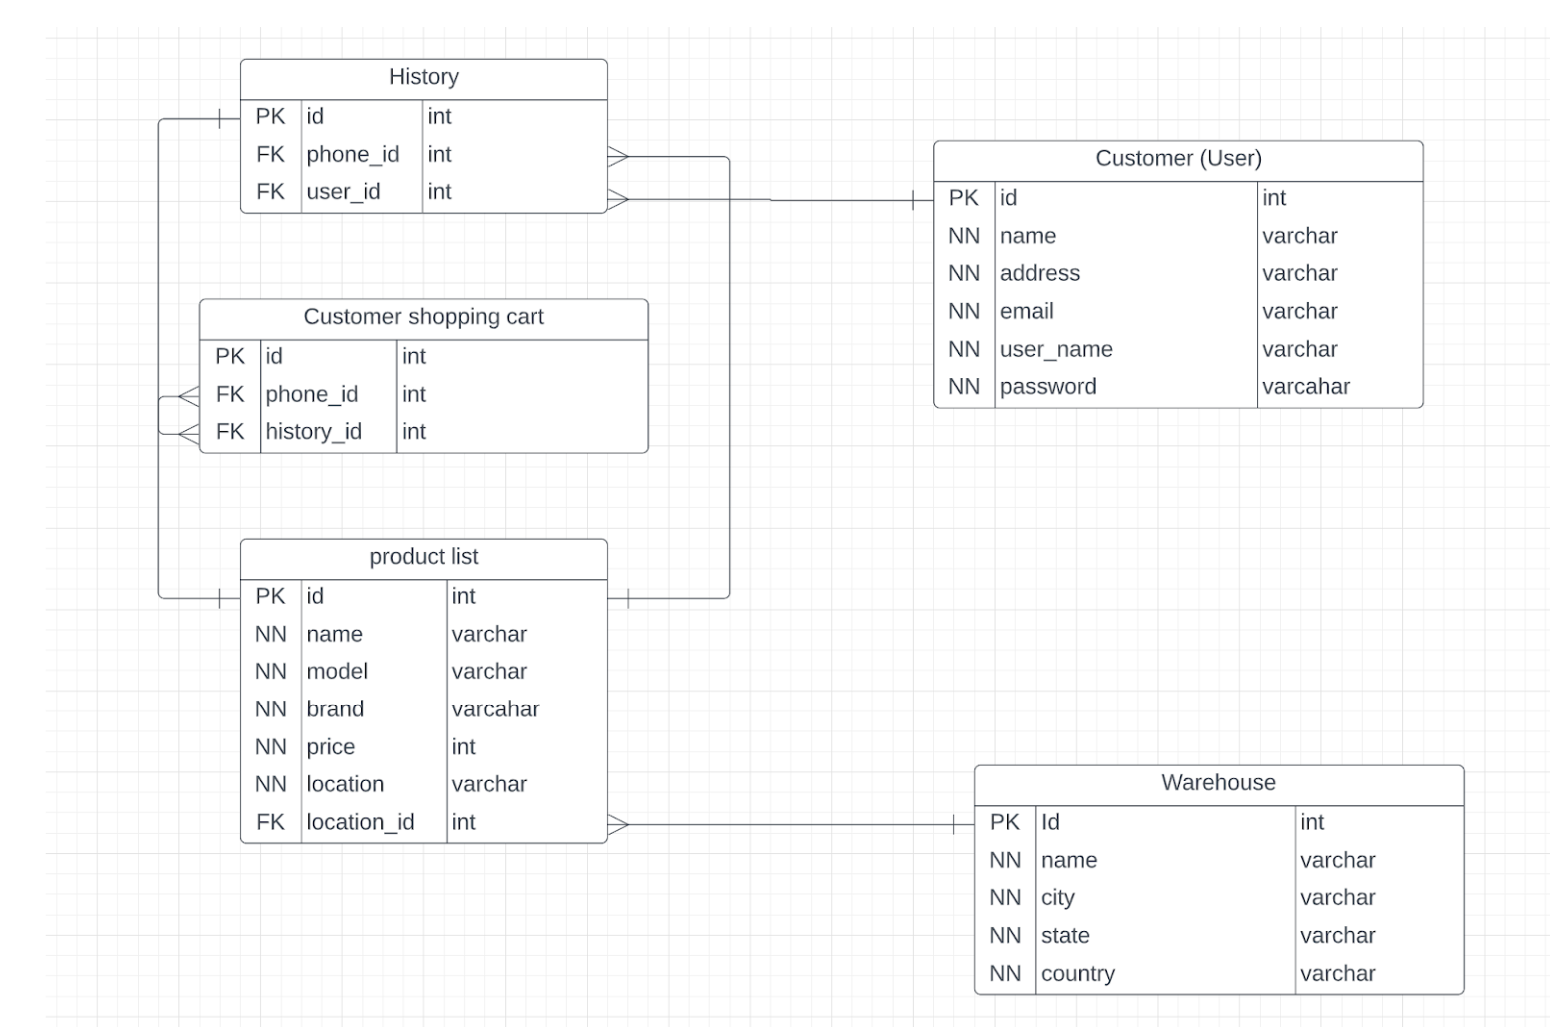 History
PK id int
FK phone_id int
FK user_id int
Customer (User)
PK id int
NN name varchar
NN address varchar
NN email varchar
NN user_name varchar
NN password varcahar
Customer shopping cart
PK id int
FK phone_id int
FK history_id int
product list
PK id int
NN name varchar
NN model varchar
NN brand varcahar
NN price int
NN location varchar
FK location_id int
Warehouse
PK Id int
NN name varchar
NN city varchar
NN state varchar
NN country varchar